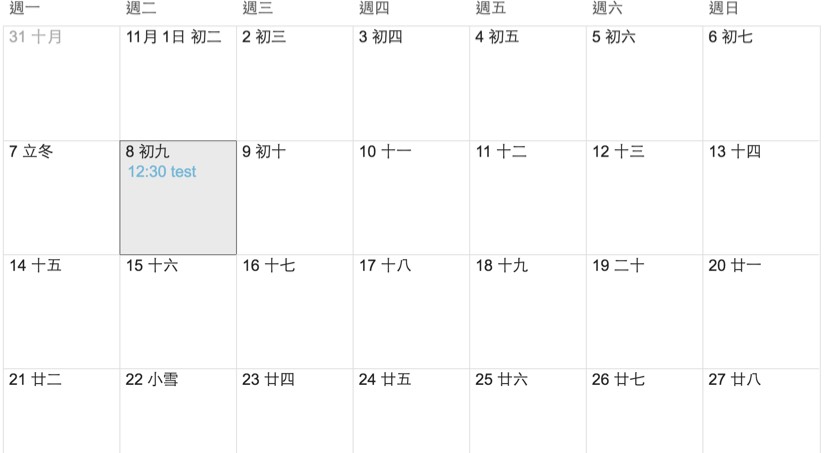 週一 週二 週三 週四 週五 週六 週日
31 十月 11月 1日 初二 2 初三 3 初四 4 初五 5 初六 6 初七
7 立冬 8 初九 9 初十 10 十一 11 十二 12 十三 13 十四
12:30 test
14 十五 15 十六 16 十七 17 十八 18 十九 19 二十 20 廿一
21 廿二 22 小雪 23 廿四 24 廿五 25 廿六 26 廿七 27 廿八